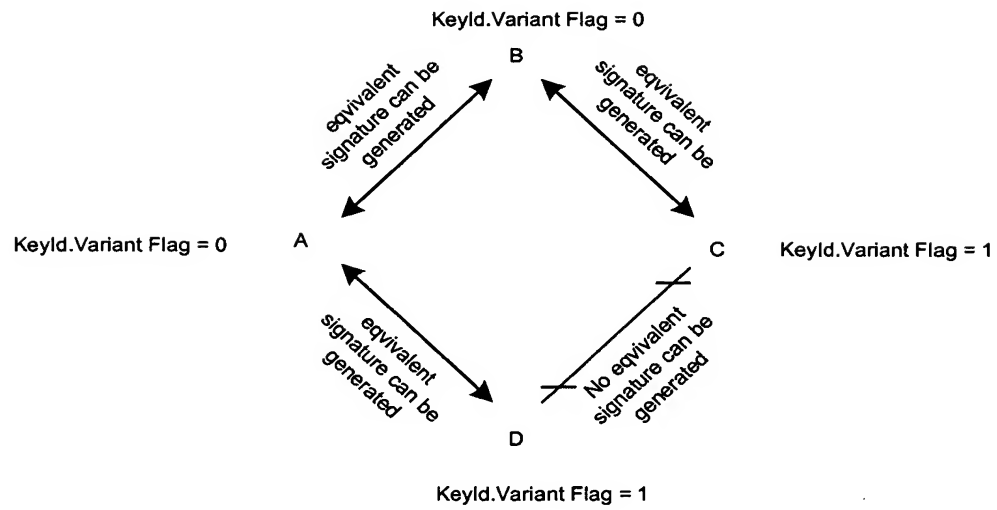 KeyId.Variant Flag = 0
B
eqvivalent
signature can be
generated
eqvivalent
signature can be
generated
KeyId.Variant Flag = 0
A
C
KeyId.Variant Flag = 1
eqvivalent
signature can be
generated
No eqvivalent
signature can be
generated
D
KeyId.Variant Flag = 1